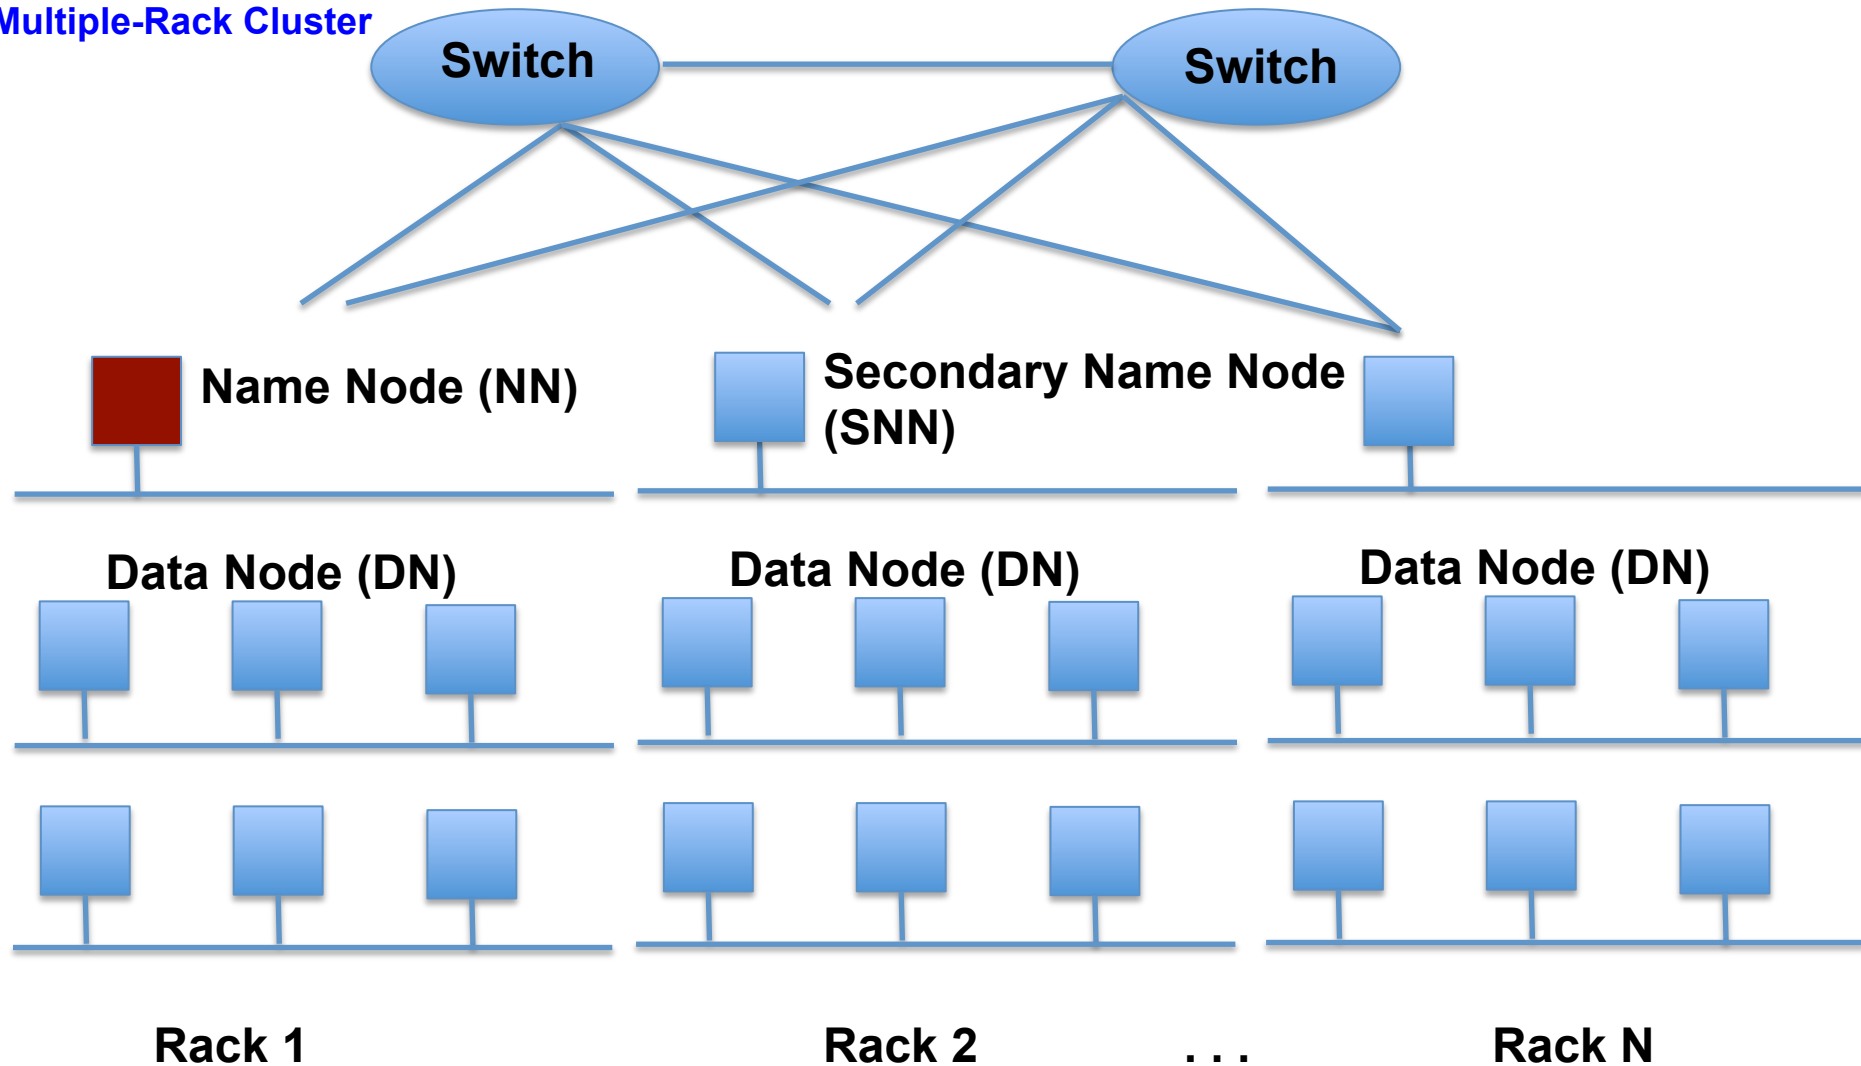 Multiple-Rack Cluster
Switch
Switch
Name Node (NN)
Secondary Name Node
(SNN)
Data Node (DN)
Data Node (DN)
Data Node (DN)
Rack 1
Rack 2
. . .
Rack N